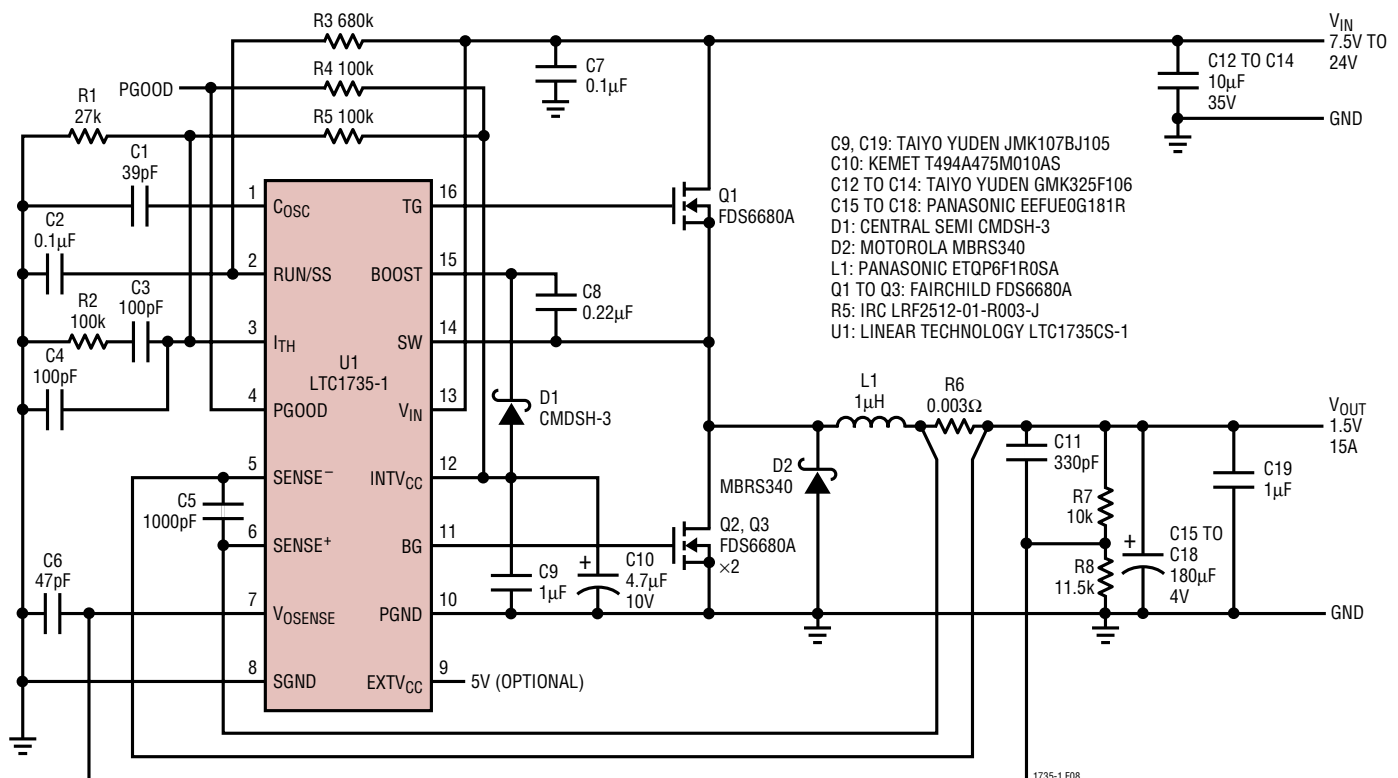 R3 680k
R4 100k
PGOOD
R5 100k
R1
27k
C1
39pF
C2
0.1µF
R2
100k
C3
100pF
C4
100pF
C5
1000pF
C6
47pF
C7
0.1µF
V_IN
7.5V TO
24V
C12 TO C14
10µF
35V
GND
C9, C19: TAIYO YUDEN JMK107BJ105
C10: KEMET T494A475M010AS
C12 TO C14: TAIYO YUDEN GMK325F106
C15 TO C18: PANASONIC EEFUE0G181R
D1: CENTRAL SEMI CMDSH-3
D2: MOTOROLA MBRS340
L1: PANASONIC ETQP6F1R0SA
Q1 TO Q3: FAIRCHILD FDS6680A
R5: IRC LRF2512-01-R003-J
U1: LINEAR TECHNOLOGY LTC1735CS-1
1 C_OSC
2 RUN/SS
3 I_TH
4 PGOOD
5 SENSE⁻
6 SENSE⁺
7 V_OSENSE
8 SGND
U1
LTC1735-1
TG 16
BOOST 15
SW 14
V_IN 13
INTV_CC 12
BG 11
PGND 10
EXTV_CC 9
5V (OPTIONAL)
Q1
FDS6680A
C8
0.22µF
D1
CMDSH-3
C9
1µF
+
C10
4.7µF
10V
Q2, Q3
FDS6680A
×2
D2
MBRS340
L1
1µH
R6
0.003Ω
C11
330pF
R7
10k
R8
11.5k
+
C15 TO
C18
180µF
4V
C19
1µF
V_OUT
1.5V
15A
GND
1735-1 F08